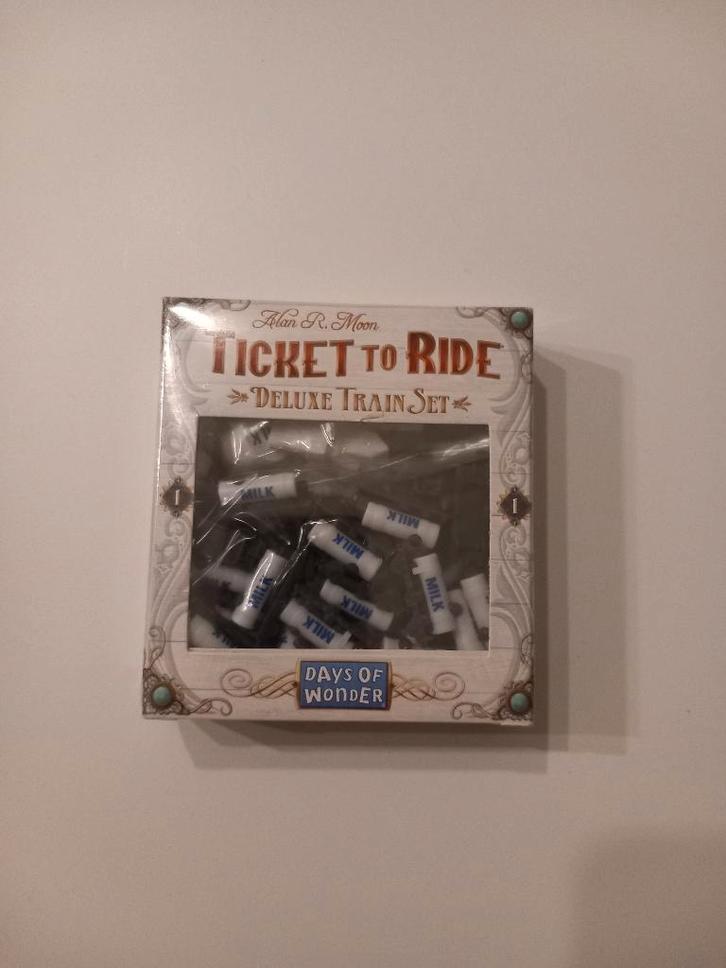 Alan R. Moon
TICKET TO RIDE
DELUXE TRAIN SET
MILK
MILK
MILK
MILK
MILK
MILK
MILK
1
1
DAYS OF
WONDER